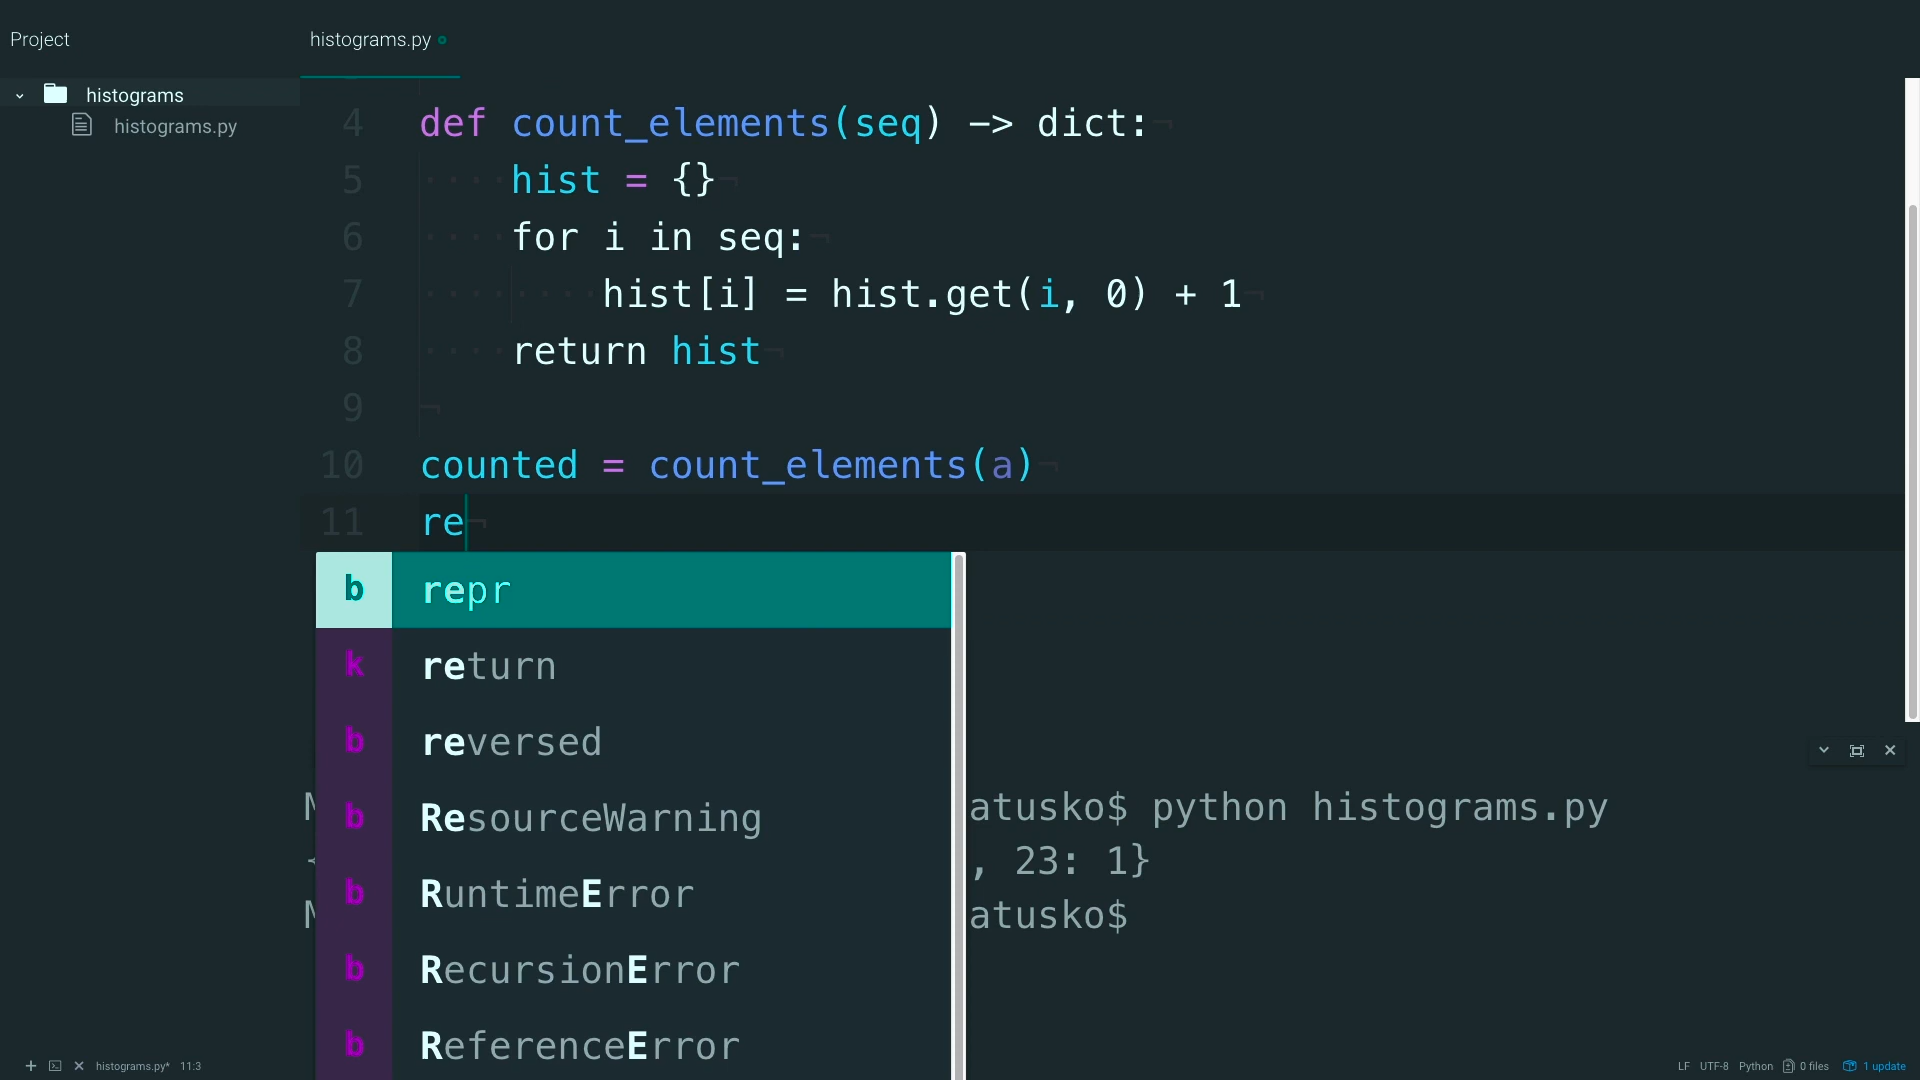 Project
histograms.py
histograms
histograms.py
4 def count_elements(seq) -> dict:
5 hist = {}
6 for i in seq:
7 hist[i] = hist.get(i, 0) + 1
8 return hist
9
10 counted = count_elements(a)
11 re
b repr
k return
b reversed
b ResourceWarning
b RuntimeError
b RecursionError
b ReferenceError
atusko$ python histograms.py
, 23: 1}
atusko$
histograms.py* 11:3
LF UTF-8 Python 0 files 1 update